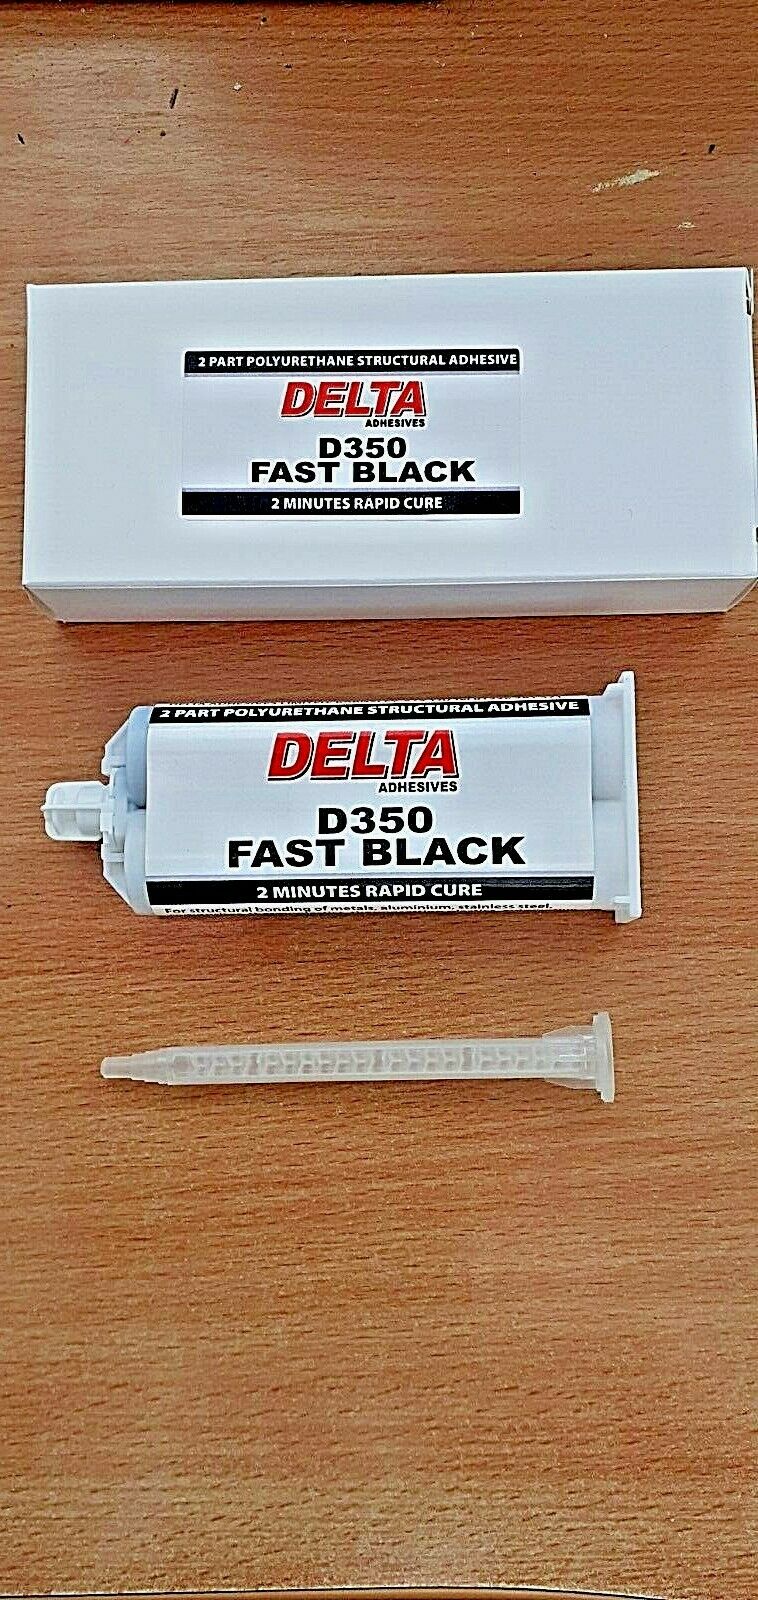 2 PART POLYURETHANE STRUCTURAL ADHESIVE
DELTA
ADHESIVES
D350
FAST BLACK
2 MINUTES RAPID CURE
2 PART POLYURETHANE STRUCTURAL ADHESIVE
DELTA
ADHESIVES
D350
FAST BLACK
2 MINUTES RAPID CURE
For structural bonding of metals, aluminium, stainless steel,